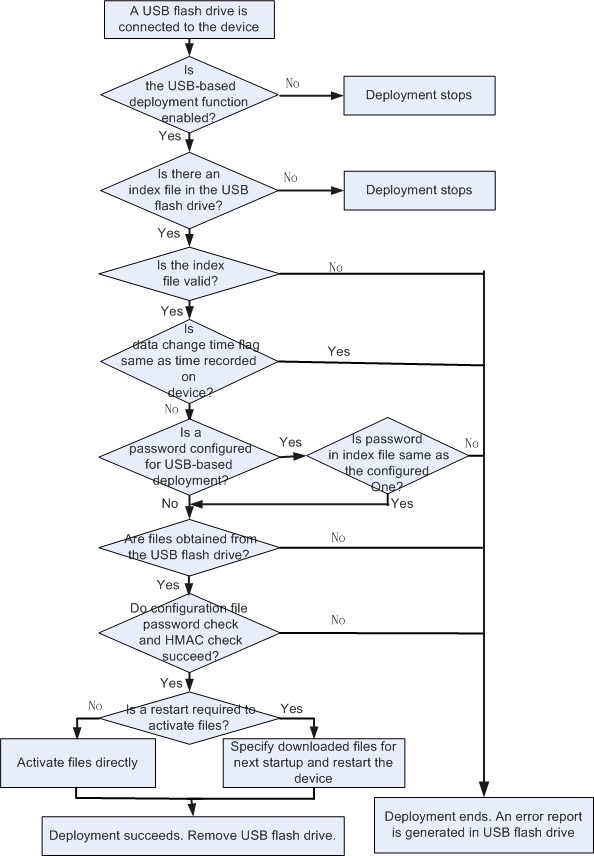 A USB flash drive is
connected to the device
Is
the USB-based
deployment function
enabled?
No
Deployment stops
Yes
Is there an
index file in the USB
flash drive?
No
Deployment stops
Yes
Is the index
file valid?
No
Yes
Is
data change time flag
same as time recorded
on
device?
Yes
No
Is a
password configured
for USB-based
deployment?
Yes
Is password
in index file same as
the configured
One?
No
No
Yes
Are files obtained from
the USB flash drive?
No
Yes
Do configuration file
password check
and HMAC check
succeed?
No
Yes
Is a restart required to
activate files?
No
Yes
Activate files directly
Specify downloaded files for
next startup and restart the
device
Deployment succeeds. Remove USB flash drive.
Deployment ends. An error report
is generated in USB flash drive